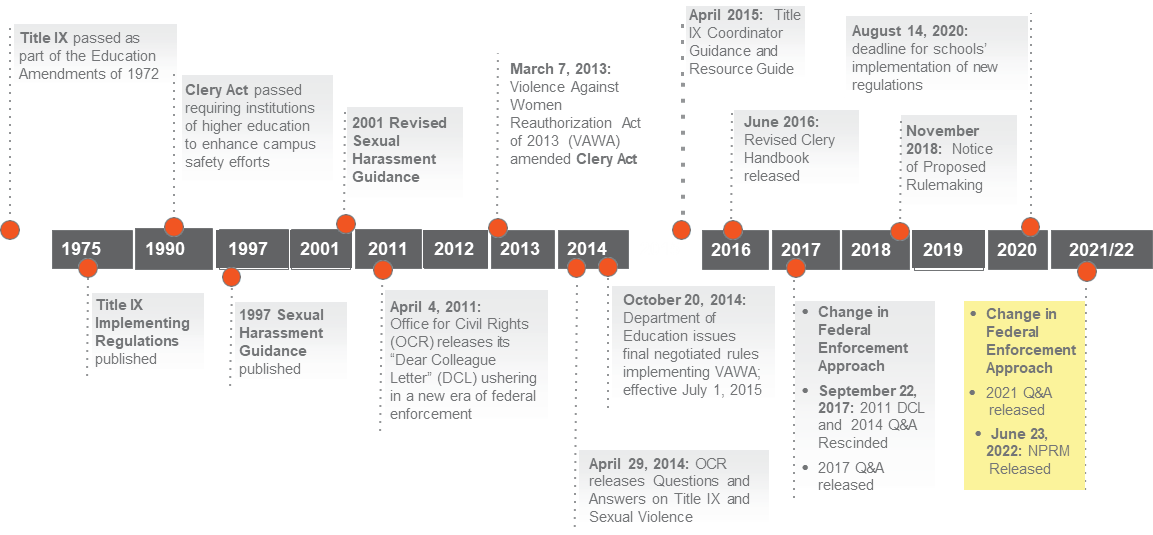 Title IX passed as
part of the Education
Amendments of 1972
Clery Act passed
requiring institutions
of higher education
to enhance campus
safety efforts
2001 Revised
Sexual
Harassment
Guidance
March 7, 2013:
Violence Against
Women
Reauthorization Act
of 2013 (VAWA)
amended Clery Act
April 2015: Title
IX Coordinator
Guidance and
Resource Guide
June 2016:
Revised Clery
Handbook
released
August 14, 2020:
deadline for schools’
implementation of new
regulations
November
2018: Notice
of Proposed
Rulemaking
1975
1990
1997
2001
2011
2012
2013
2014
2016
2017
2018
2019
2020
2021/22
Title IX
Implementing
Regulations
published
1997 Sexual
Harassment
Guidance
published
April 4, 2011:
Office for Civil Rights
(OCR) releases its
“Dear Colleague
Letter” (DCL) ushering
in a new era of federal
enforcement
April 29, 2014: OCR
releases Questions and
Answers on Title IX and
Sexual Violence
October 20, 2014:
Department of
Education issues
final negotiated rules
implementing VAWA;
effective July 1, 2015
• Change in
Federal
Enforcement
Approach
• September 22,
2017: 2011 DCL
and 2014 Q&A
Rescinded
• 2017 Q&A
released
• Change in
Federal
Enforcement
Approach
• 2021 Q&A
released
• June 23,
2022: NPRM
Released